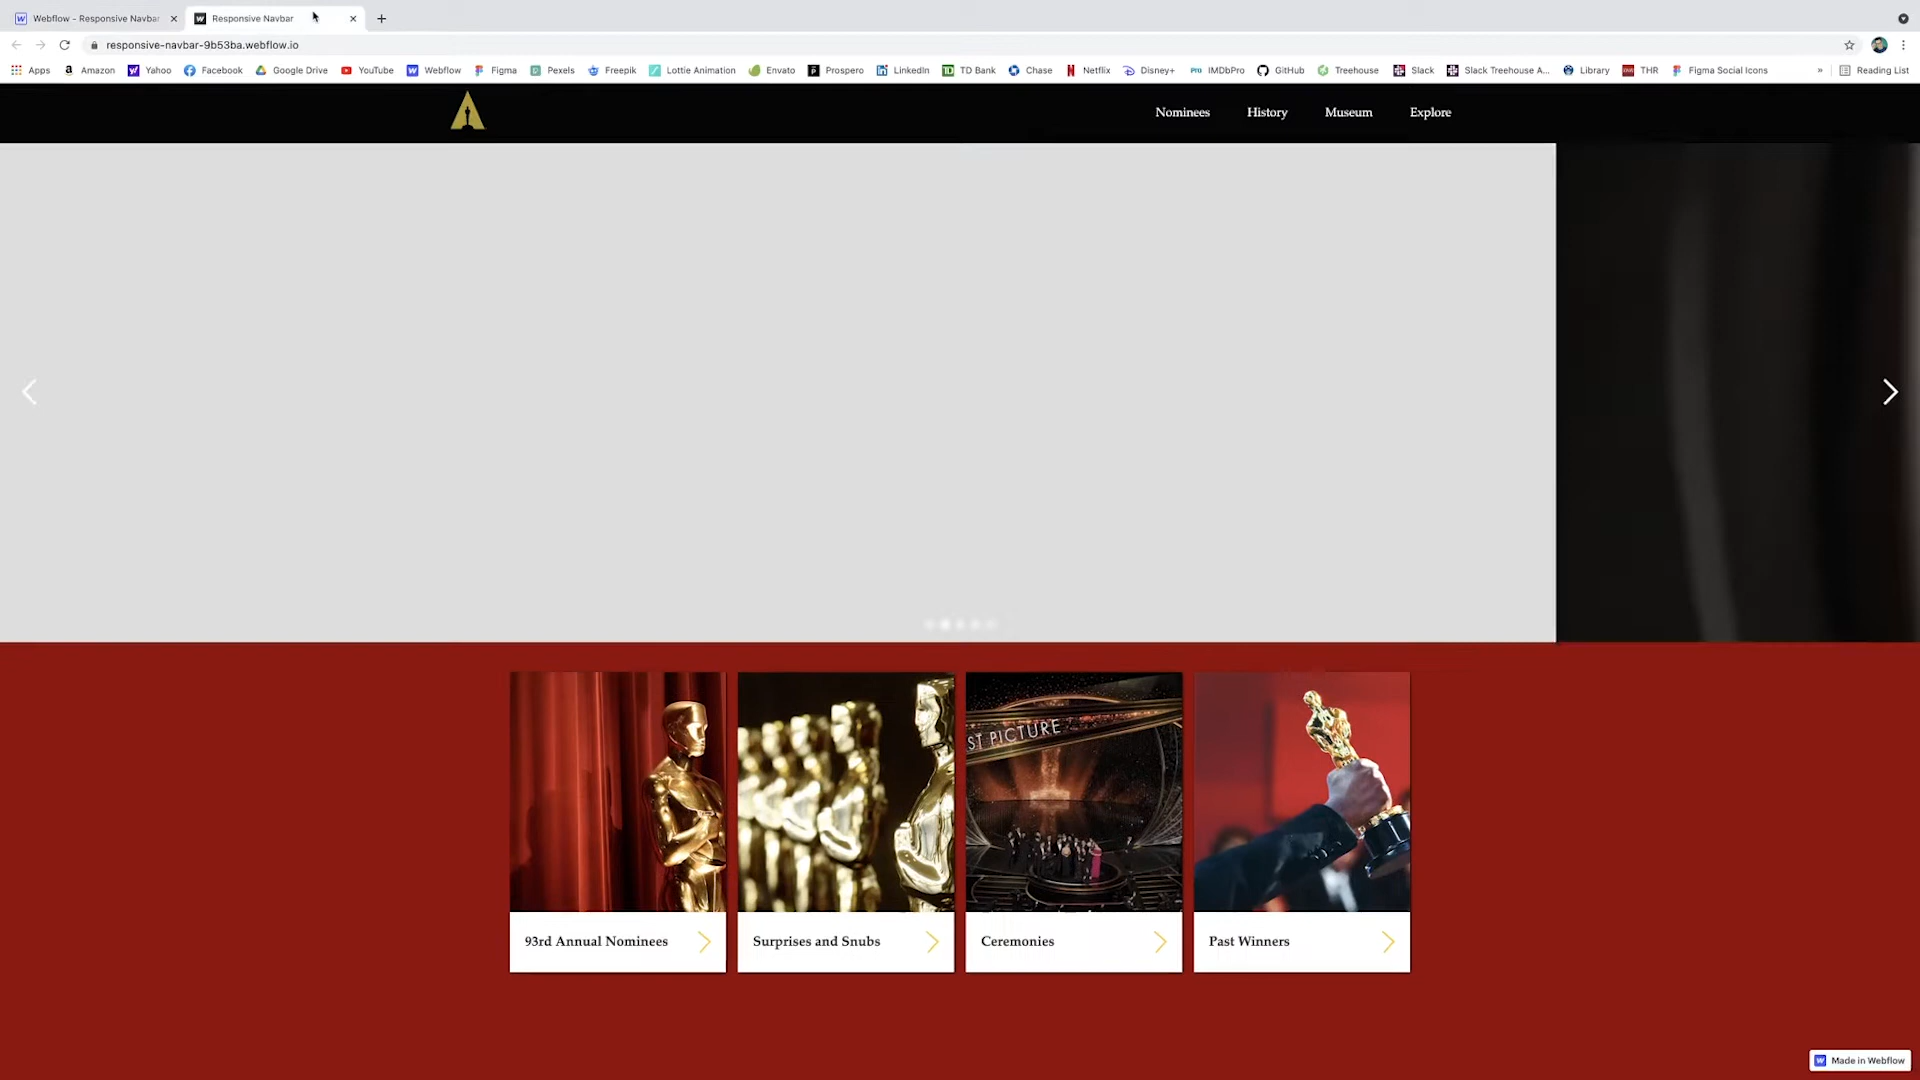 Webflow - Responsive Navbar
Responsive Navbar
responsive-navbar-9b53ba.webflow.io
Apps Amazon Yahoo Facebook Google Drive YouTube Webflow Figma Pexels Freepik Lottie Animation Envato Prospero LinkedIn TD Bank Chase Netflix Disney+ IMDbPro GitHub Treehouse Slack Slack Treehouse A... Library THR Figma Social Icons » Reading List
Nominees History Museum Explore
ST PICTURE
93rd Annual Nominees
Surprises and Snubs
Ceremonies
Past Winners
Made in Webflow